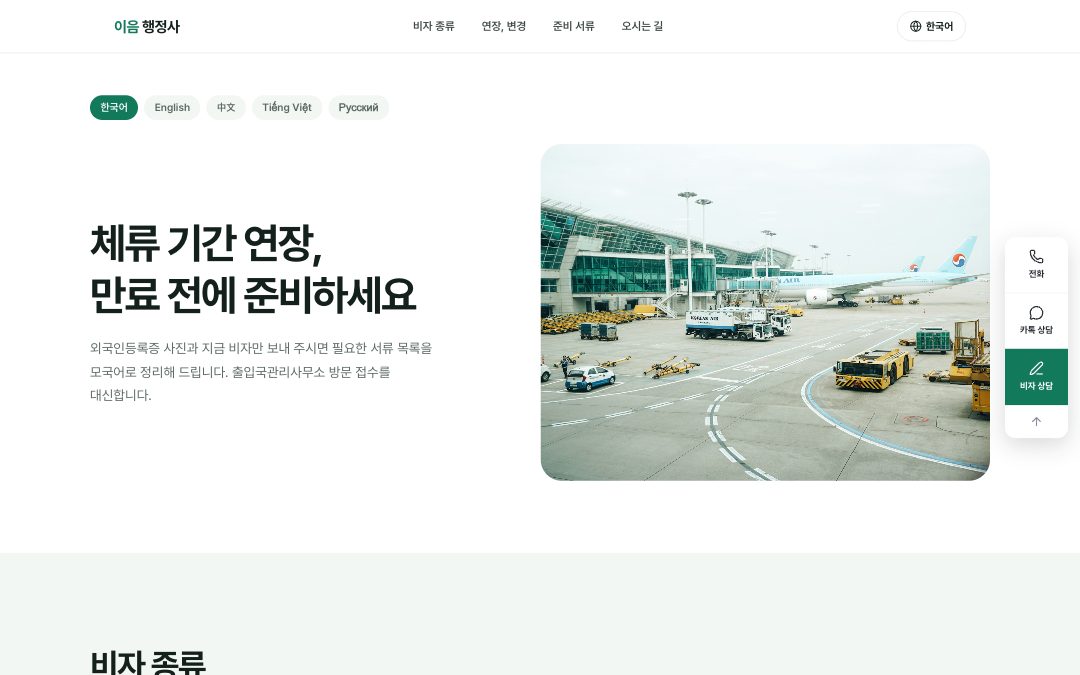 이음 행정사
비자 종류
연장, 변경
준비 서류
오시는 길
한국어
한국어
English
中文
Tiếng Việt
Русский
체류 기간 연장,
만료 전에 준비하세요
외국인등록증 사진과 지금 비자만 보내 주시면 필요한 서류 목록을
모국어로 정리해 드립니다. 출입국관리사무소 방문 접수를
대신합니다.
KOREAN AIR
전화
카톡 상담
비자 상담
비자 종류